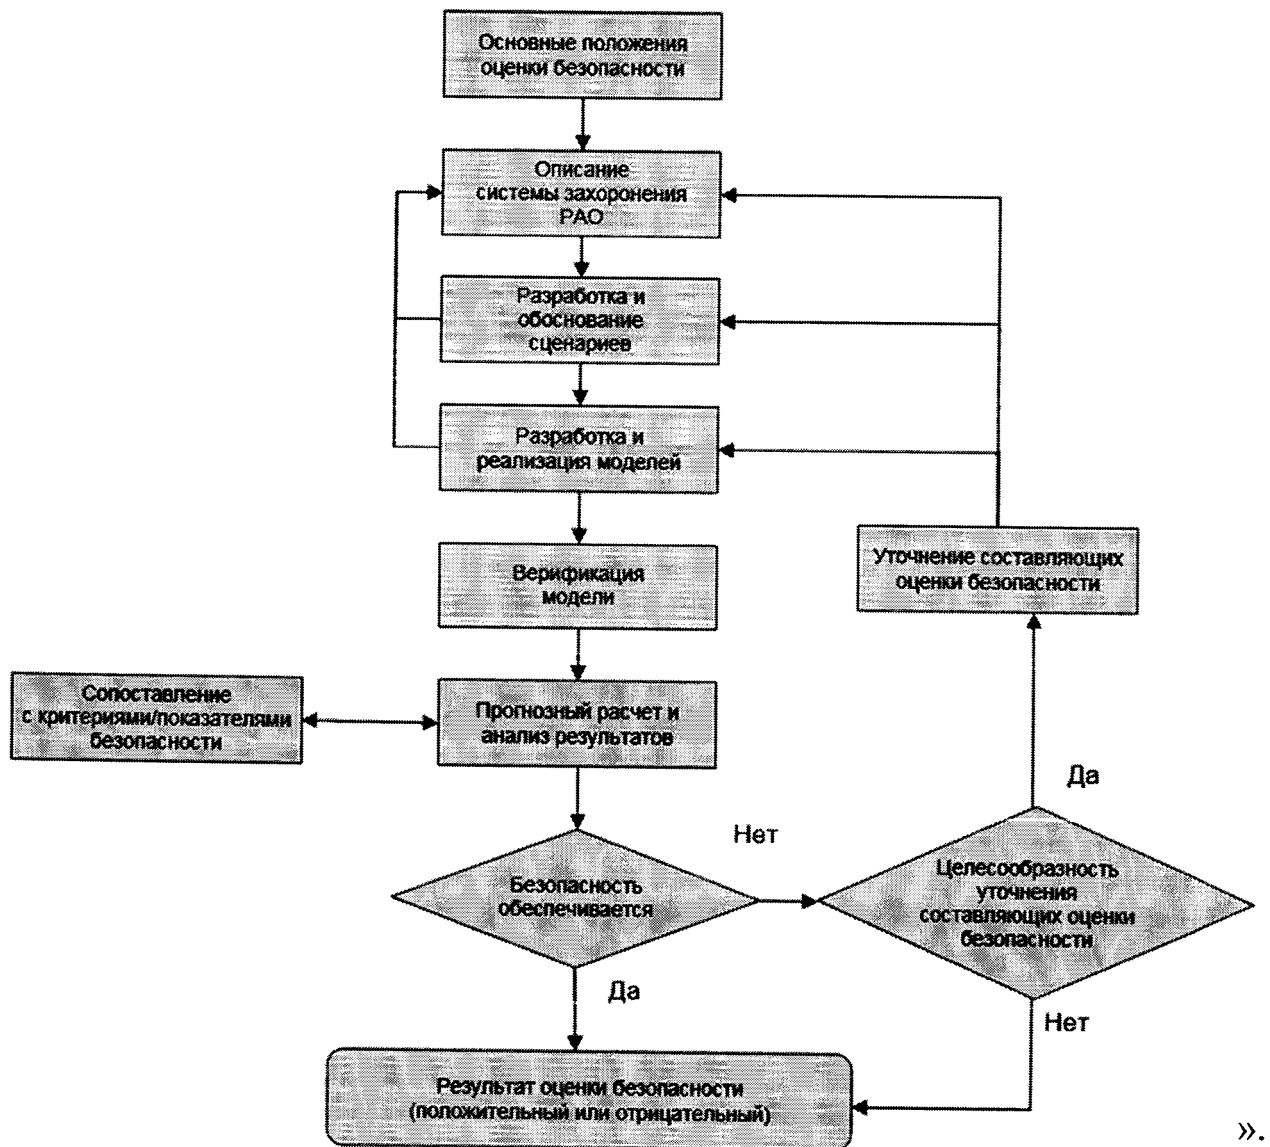 Основные положения
оценки безопасности
Описание
системы захоронения
РАО
Разработка и
обоснование
сценариев
Разработка и
реализация моделей
Верификация
модели
Уточнение составляющих
оценки безопасности
Сопоставление
с критериями/показателями
безопасности
Прогнозный расчет и
анализ результатов
Да
Нет
Безопасность
обеспечивается
Целесообразность
уточнения
составляющих оценки
безопасности
Да
Нет
Результат оценки безопасности
(положительный или отрицательный)
».